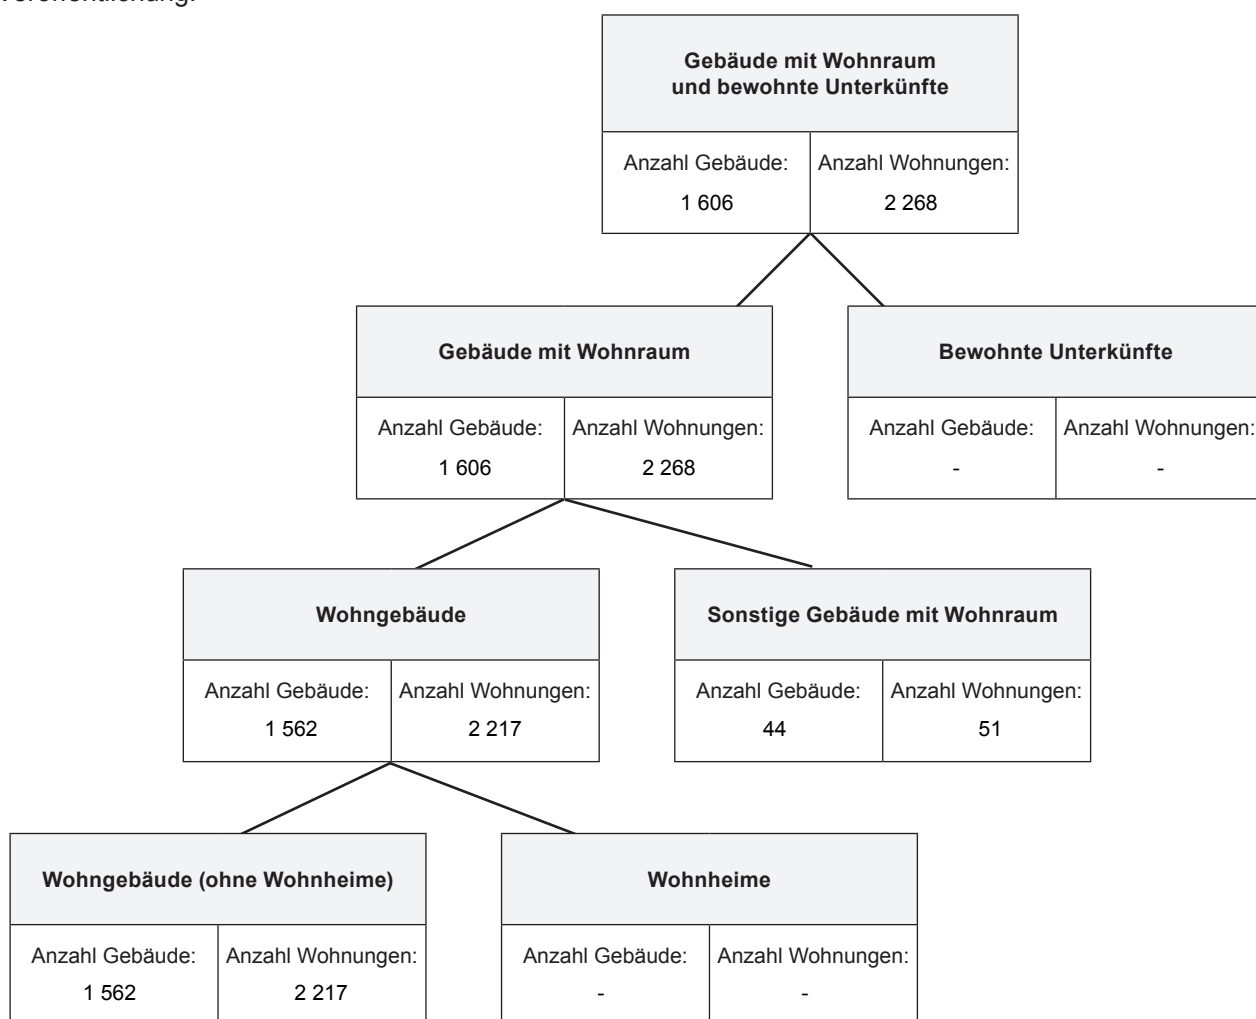 Veröffentlichung.
Gebäude mit Wohnraum
und bewohnte Unterkünfte
Anzahl Gebäude: Anzahl Wohnungen:
1 606 2 268
Gebäude mit Wohnraum Bewohnte Unterkünfte
Anzahl Gebäude: Anzahl Wohnungen: Anzahl Gebäude: Anzahl Wohnungen:
1 606 2 268 - -
Wohngebäude Sonstige Gebäude mit Wohnraum
Anzahl Gebäude: Anzahl Wohnungen: Anzahl Gebäude: Anzahl Wohnungen:
1 562 2 217 44 51
Wohngebäude (ohne Wohnheime) Wohnheime
Anzahl Gebäude: Anzahl Wohnungen: Anzahl Gebäude: Anzahl Wohnungen:
1 562 2 217 - -